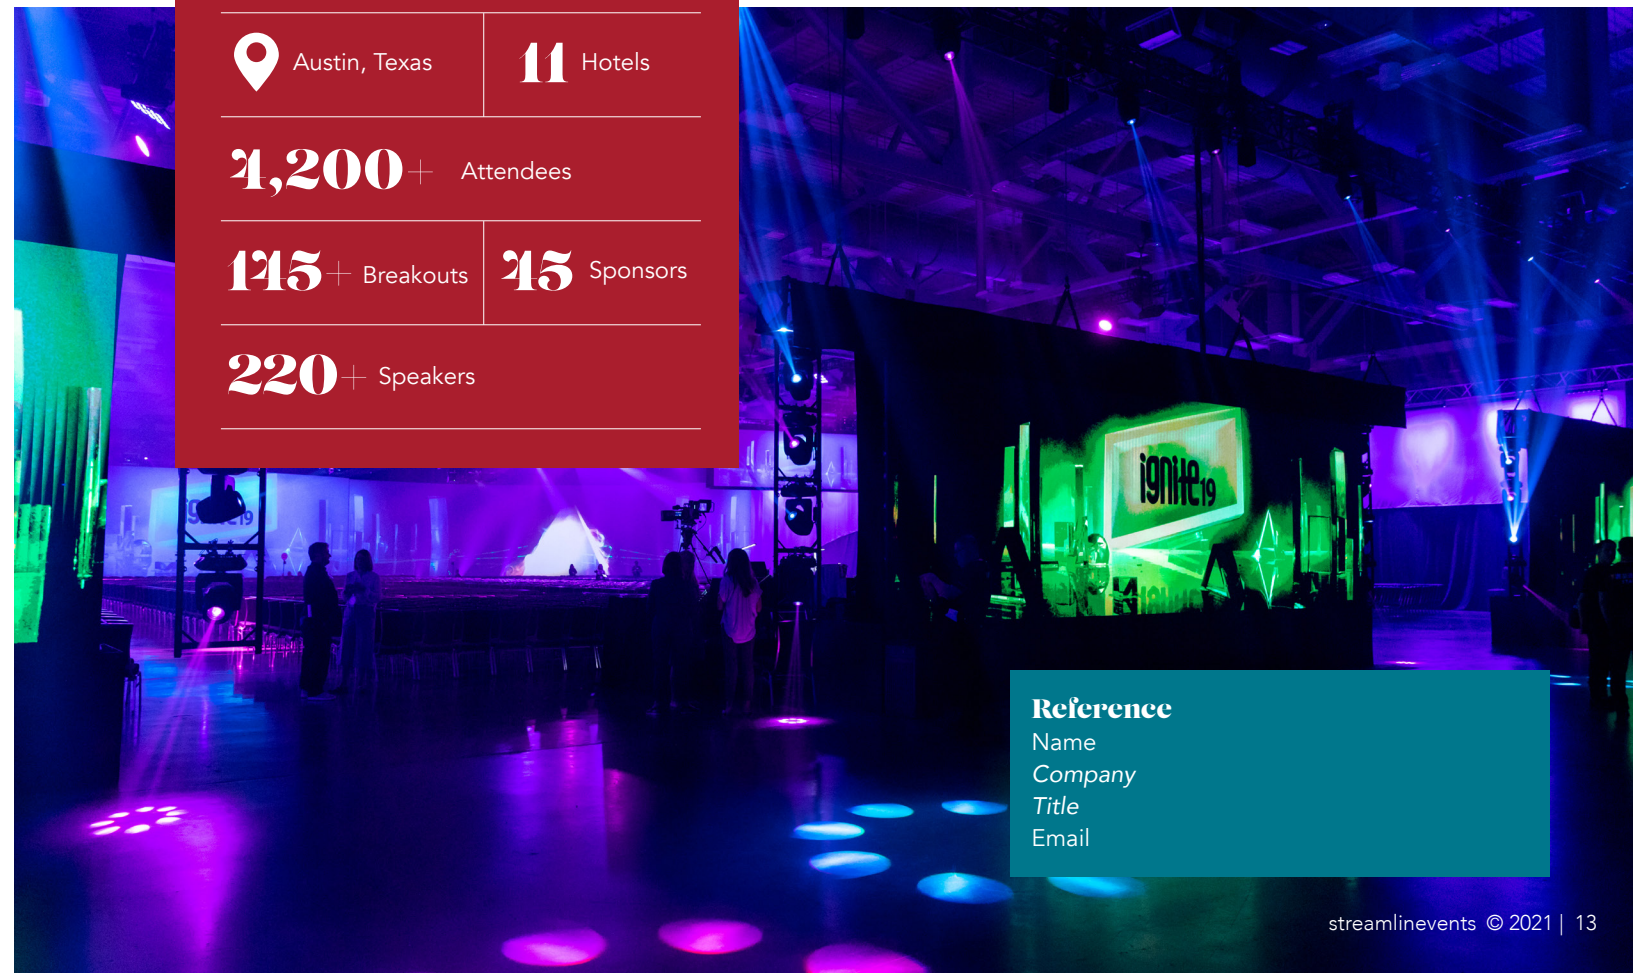 Austin, Texas
11 Hotels
4,200+ Attendees
145+ Breakouts
45 Sponsors
220+ Speakers
ignite19
ignite19
Reference
Name
Company
Title
Email
streamlinevents © 2021 | 13